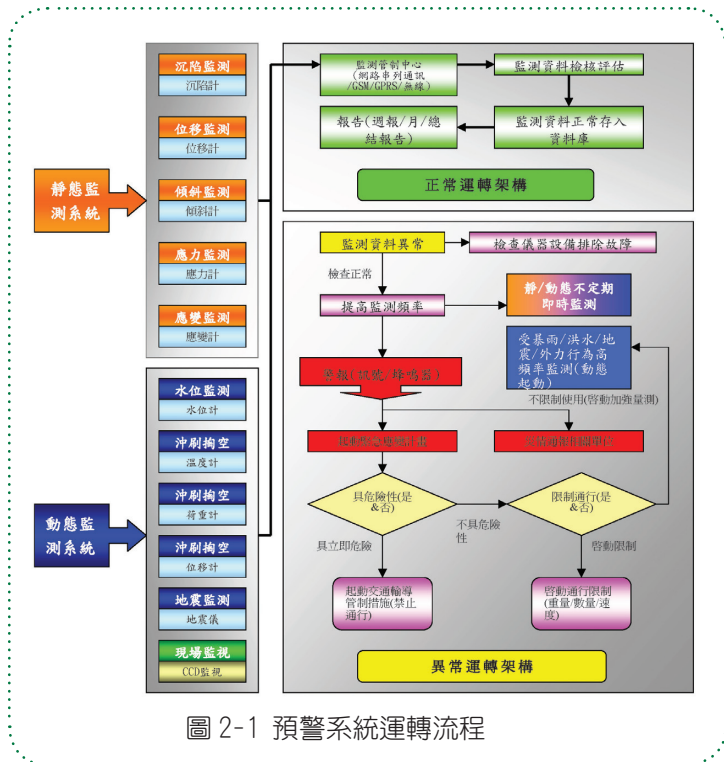 靜態監
測系統
沉陷監測
沉陷計
位移監測
位移計
傾斜監測
傾斜計
應力監測
應力計
應變監測
應變計
動態監
測系統
水位監測
水位計
沖刷掏空
溫度計
沖刷掏空
荷重計
沖刷掏空
位移計
地震監測
地震儀
現場監視
CCD監視
監測管制中心
(網路串列通訊
/GSM/GPRS/無線)
監測資料檢核評估
報告(週報/月/總
結報告)
監測資料正常存入
資料庫
正常運轉架構
監測資料異常
檢查儀器設備排除故障
檢查正常
提高監測頻率
靜/動態不定期
即時監測
受暴雨/洪水/地
震/外力行為高
頻率監測(動態
起動)
警報(訊號/蜂鳴器)
不限制使用(啓動加強量測)
具危險性(是
&否)
不具危險
性
限制通行(是
&否)
具立即危險
啓動限制
起動交通輸導
管制措施(禁止
通行)
啓動通行限制
(重量/數量/速
度)
異常運轉架構
圖 2-1 預警系統運轉流程